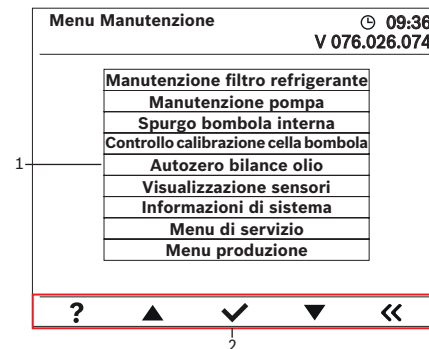 Menu Manutenzione
09:36
V 076.026.074
Manutenzione filtro refrigerante
Manutenzione pompa
Spurgo bombola interna
Controllo calibrazione cella bombola
1
Autozero bilance olio
Visualizzazione sensori
Informazioni di sistema
Menu di servizio
Menu produzione
?
2